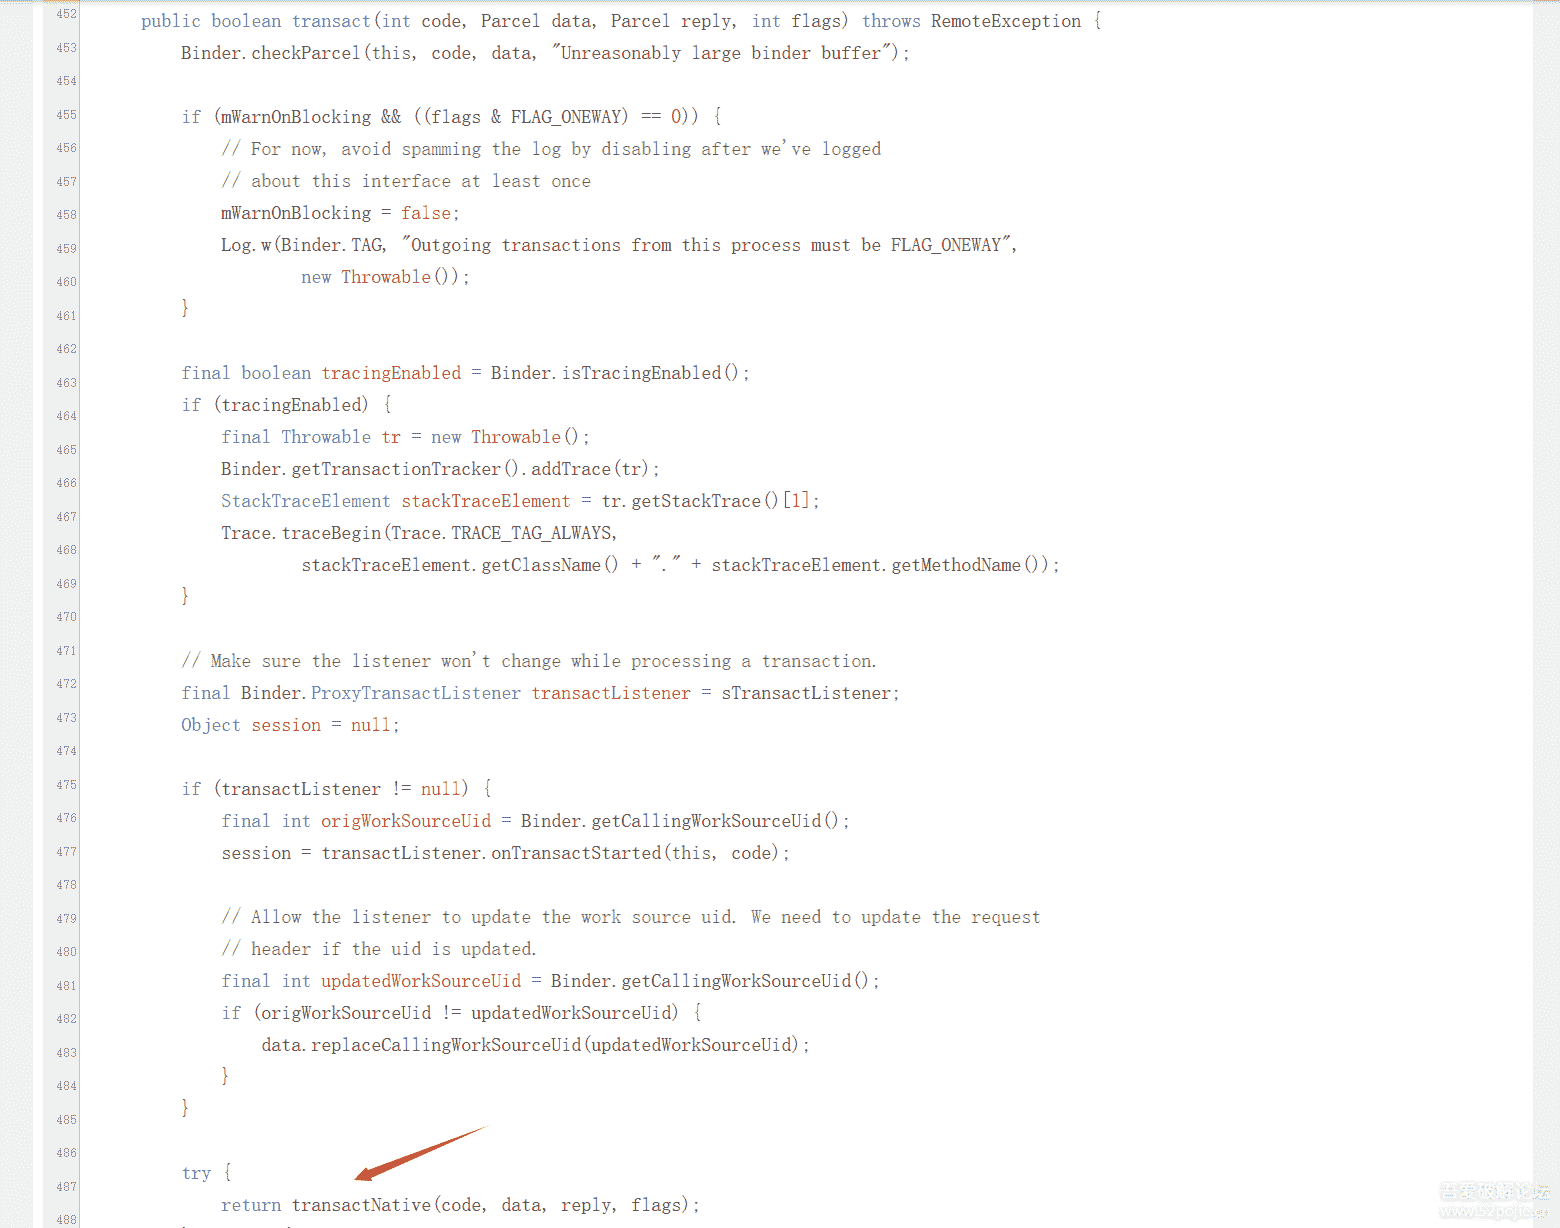 452 public boolean transact(int code, Parcel data, Parcel reply, int flags) throws RemoteException {
453 Binder.checkParcel(this, code, data, "Unreasonably large binder buffer");
454
455 if (mWarnOnBlocking && ((flags & FLAG_ONEWAY) == 0)) {
456 // For now, avoid spamming the log by disabling after we've logged
457 // about this interface at least once
458 mWarnOnBlocking = false;
459 Log.w(Binder.TAG, "Outgoing transactions from this process must be FLAG_ONEWAY",
460 new Throwable());
461 }
462
463 final boolean tracingEnabled = Binder.isTracingEnabled();
464 if (tracingEnabled) {
465 final Throwable tr = new Throwable();
466 Binder.getTransactionTracker().addTrace(tr);
467 StackTraceElement stackTraceElement = tr.getStackTrace()[1];
468 Trace.traceBegin(Trace.TRACE_TAG_ALWAYS,
469 stackTraceElement.getClassName() + "." + stackTraceElement.getMethodName());
470 }
471
472 // Make sure the listener won't change while processing a transaction.
473 final Binder.ProxyTransactListener transactListener = sTransactListener;
474 Object session = null;
475
476 if (transactListener != null) {
477 final int origWorkSourceUid = Binder.getCallingWorkSourceUid();
478 session = transactListener.onTransactStarted(this, code);
479
480 // Allow the listener to update the work source uid. We need to update the request
481 // header if the uid is updated.
482 final int updatedWorkSourceUid = Binder.getCallingWorkSourceUid();
483 if (origWorkSourceUid != updatedWorkSourceUid) {
484 data.replaceCallingWorkSourceUid(updatedWorkSourceUid);
485 }
486 }
487
488 try {
return transactNative(code, data, reply, flags);
吾爱破解论坛
www.52pojie.cn